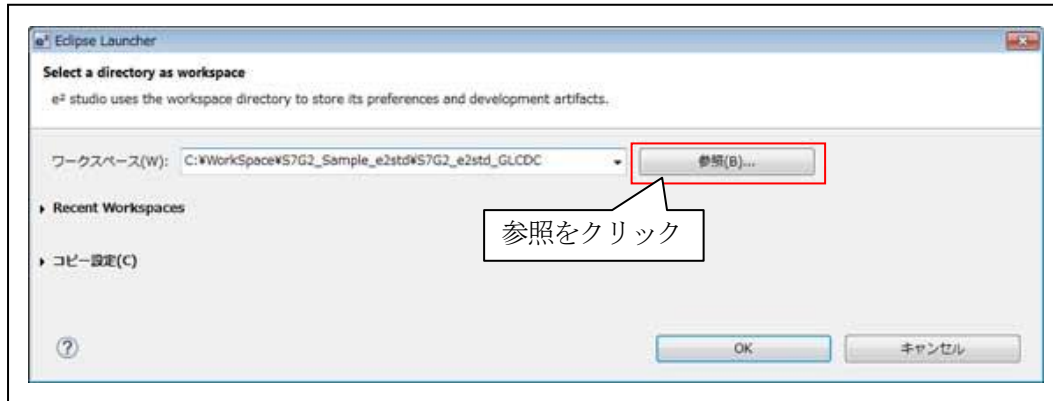 e² Eclipse Launcher
Select a directory as workspace
e² studio uses the workspace directory to store its preferences and development artifacts.
ワークスペース(W): C:¥WorkSpace¥S7G2_Sample_e2std¥S7G2_e2std_GLCDC 参照(B)...
Recent Workspaces
参照をクリック
コピー設定(C)
?
OK キャンセル